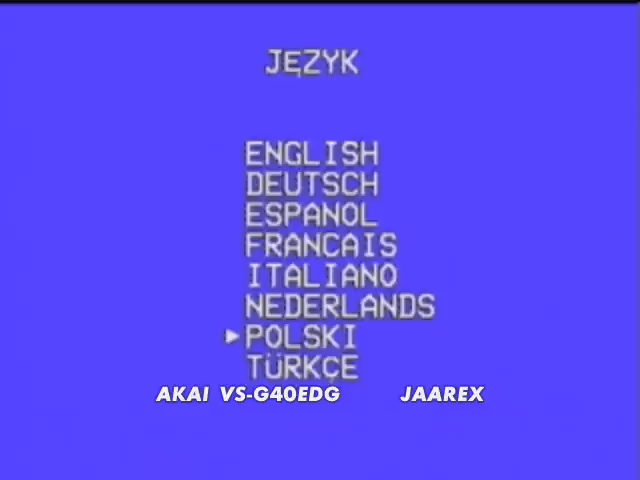 JĘZYK
ENGLISH
DEUTSCH
ESPANOL
FRANCAIS
ITALIANO
NEDERLANDS
►POLSKI
TÜRKÇE
AKAI VS-G40EDG JAAREX